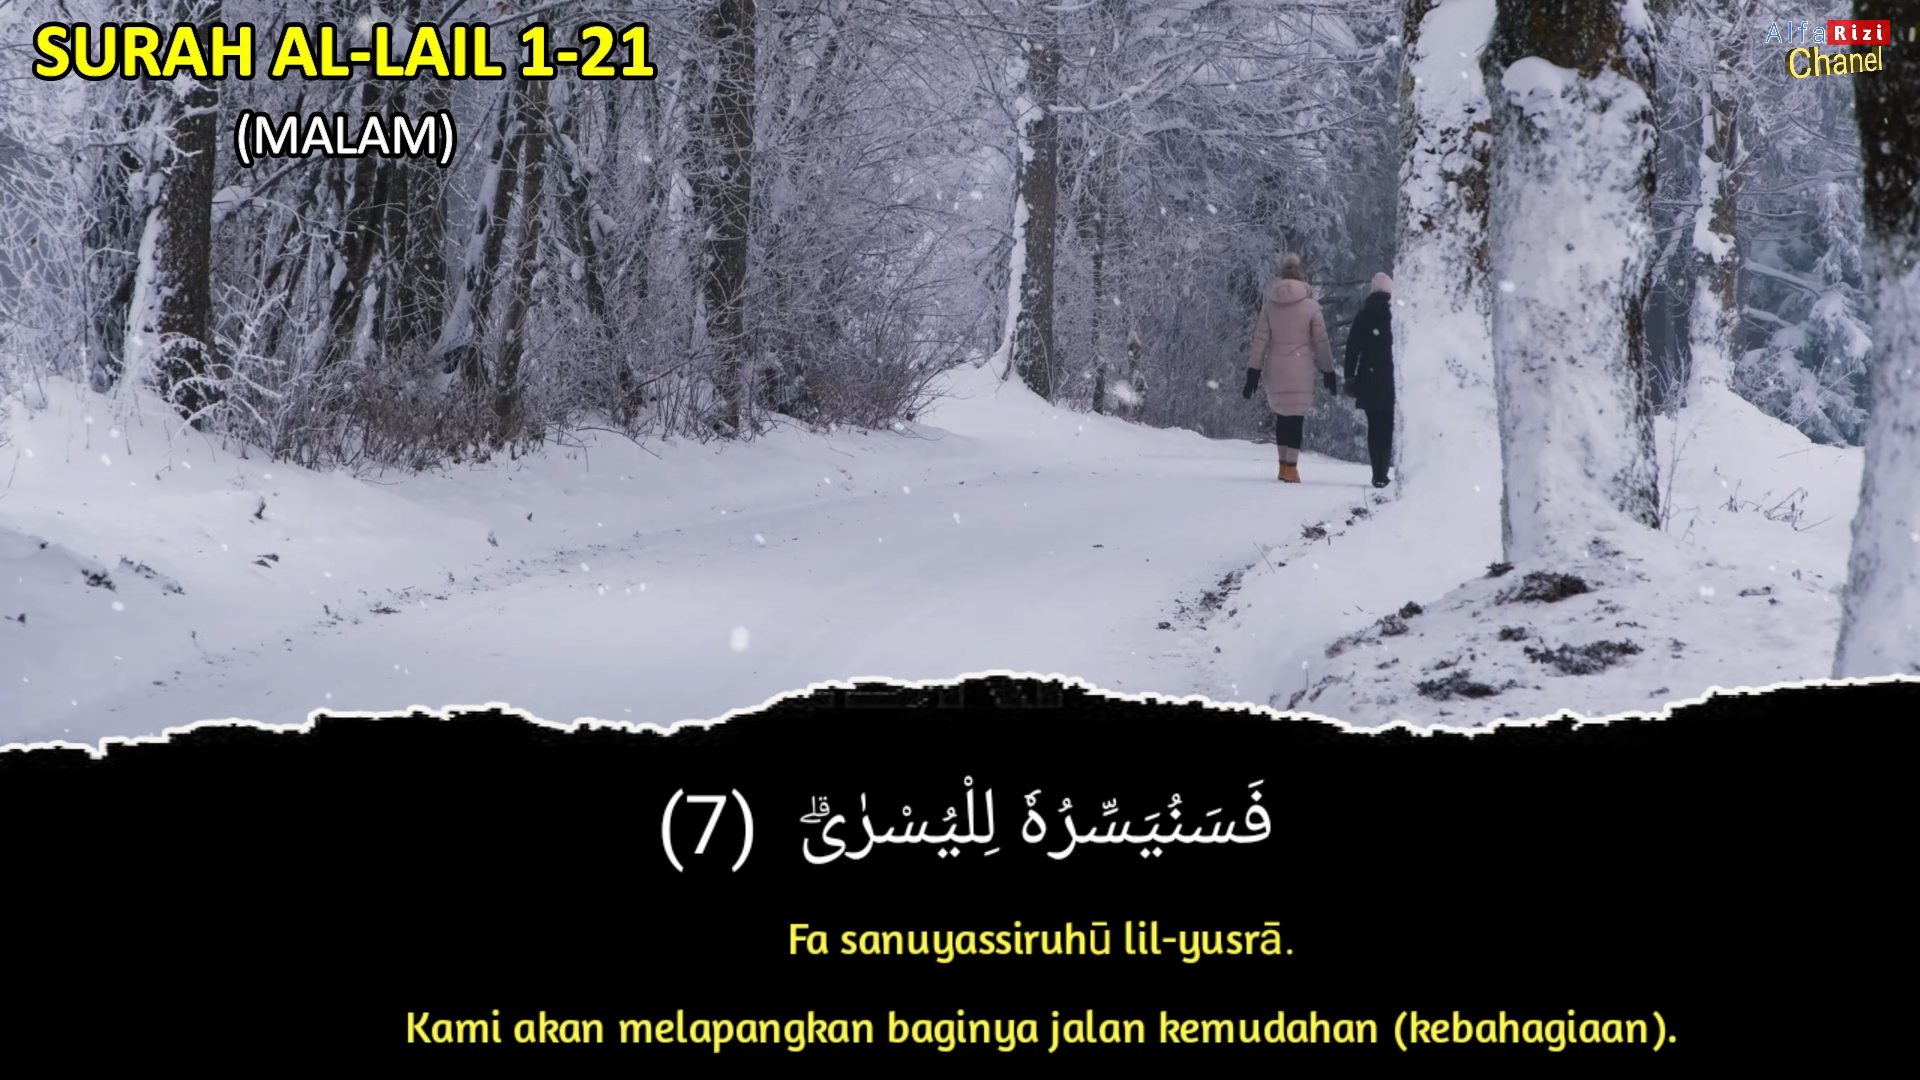 SURAH AL-LAIL 1-21
(MALAM)
Alfa Rizi
Chanel
فَسَنُيَسِّرُهٗ لِلْيُسْرٰىۗ (7)
Fa sanuyassiruhū lil-yusrā.
Kami akan melapangkan baginya jalan kemudahan (kebahagiaan).